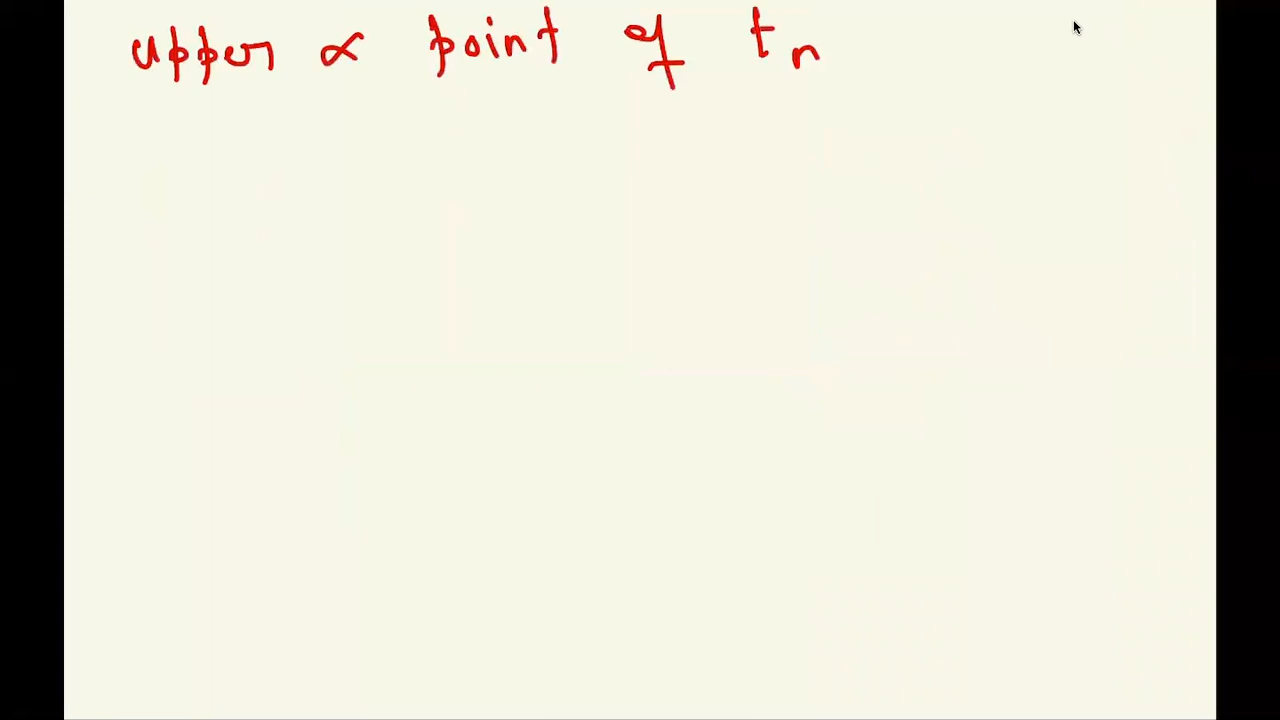 upper α point of tₙ